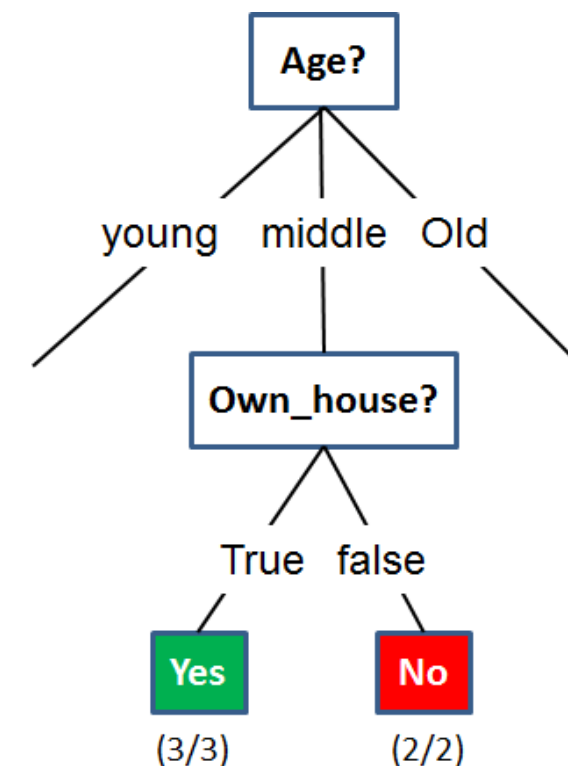 Age?
young middle Old
Own_house?
True false
Yes No
(3/3) (2/2)